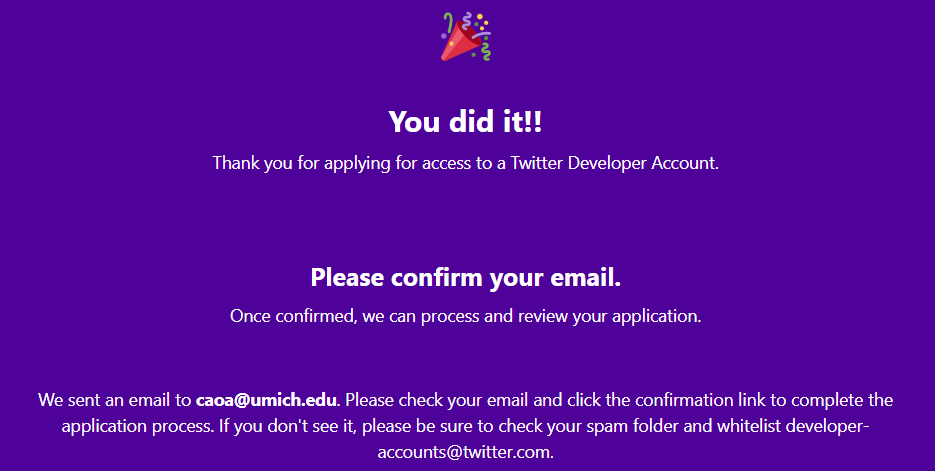 You did it!!
Thank you for applying for access to a Twitter Developer Account.
Please confirm your email.
Once confirmed, we can process and review your application.
We sent an email to caoa@umich.edu. Please check your email and click the confirmation link to complete the
application process. If you don't see it, please be sure to check your spam folder and whitelist developer-
accounts@twitter.com.